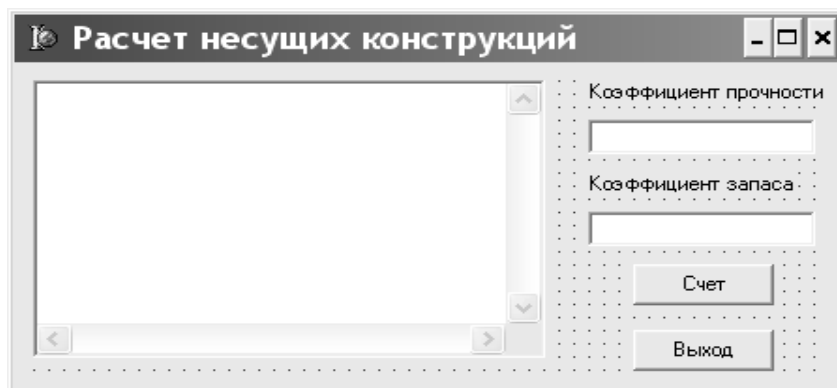 Расчет несущих конструкций
Коэффициент прочности
Коэффициент запаса
Счет
Выход